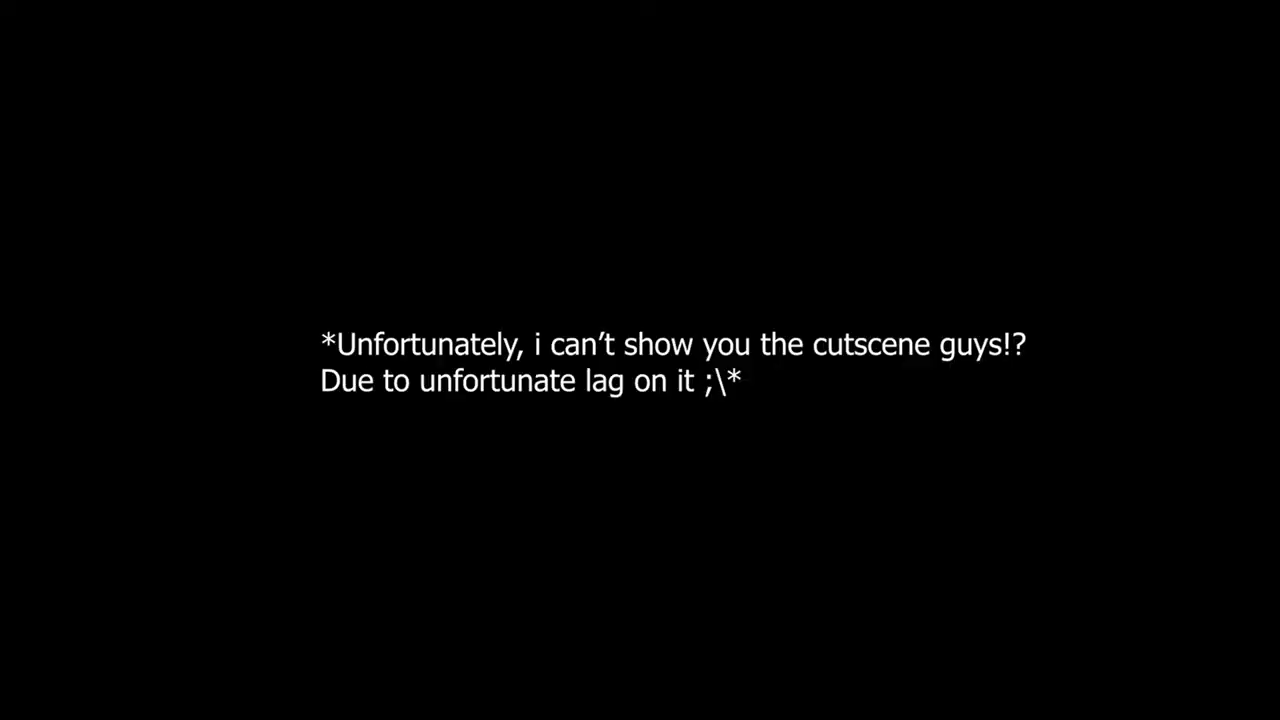 *Unfortunately, i can’t show you the cutscene guys!?
Due to unfortunate lag on it ;\*